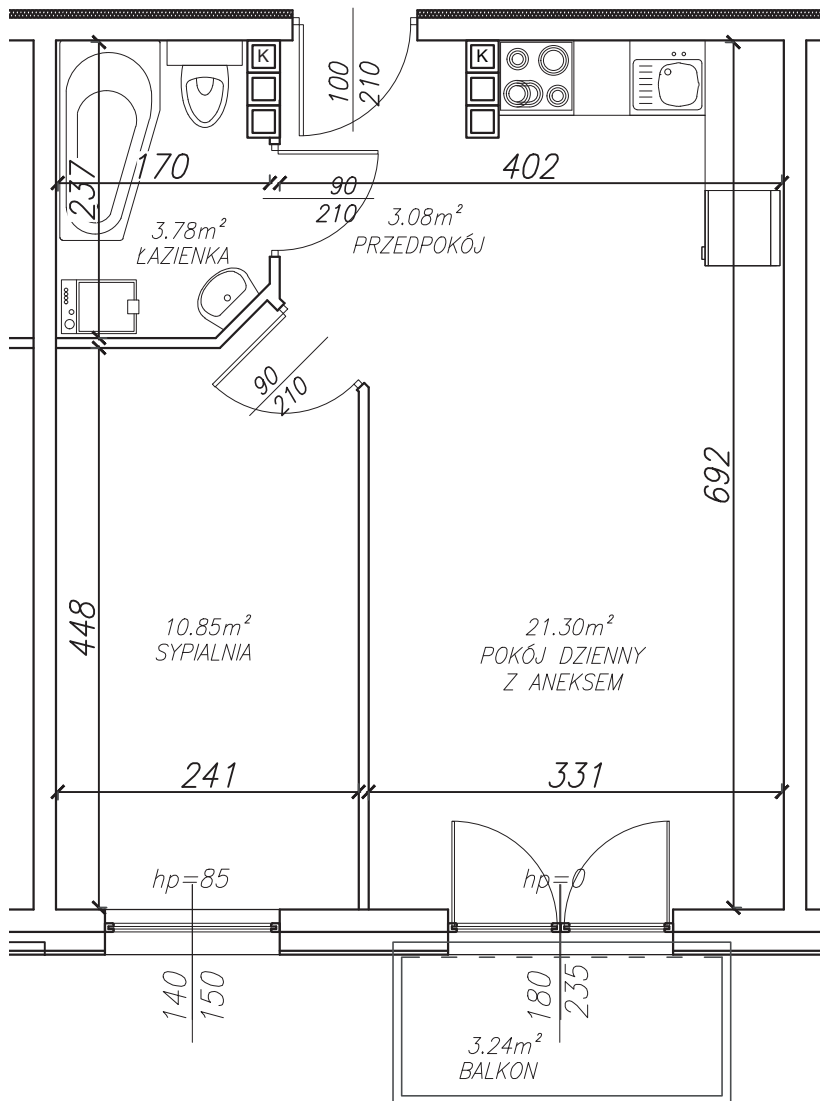 100
210
K
K
170
402
237
90
210
3.78m²
ŁAZIENKA
3.08m²
PRZEDPOKÓJ
90
210
692
448
10.85m²
SYPIALNIA
21.30m²
POKÓJ DZIENNY
Z ANEKSEM
241
331
hp=85
hp=0
140
150
180
235
3.24m²
BALKON